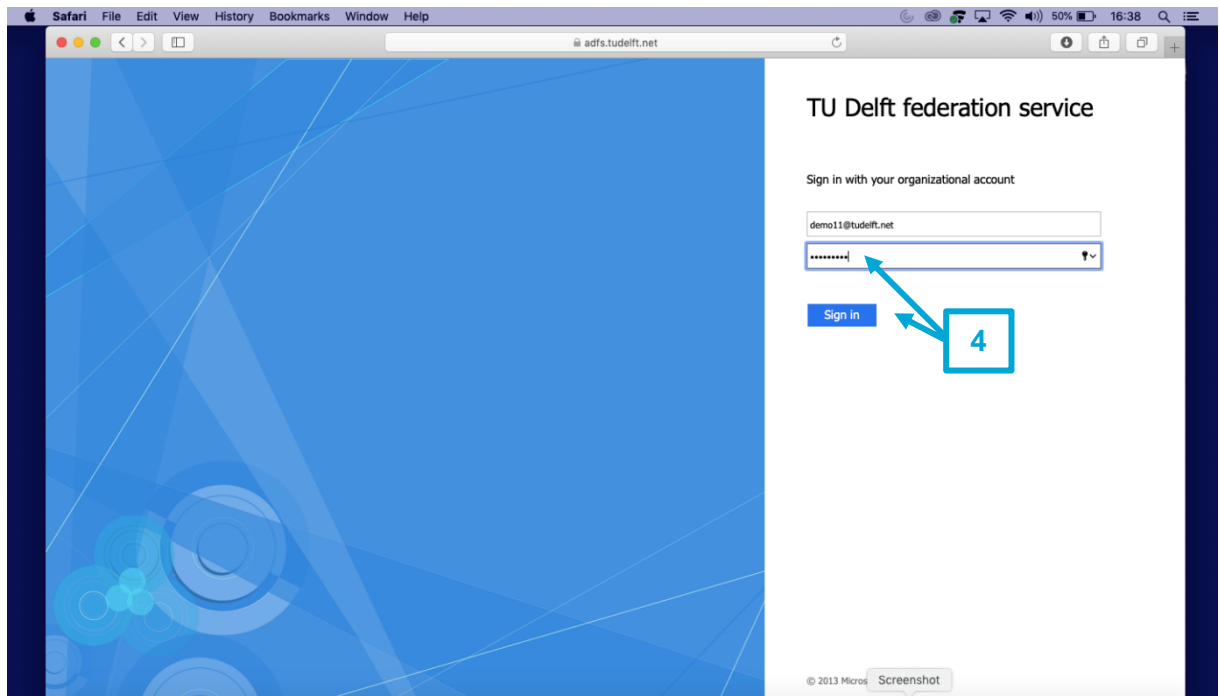 Safari File Edit View History Bookmarks Window Help 50% 16:38
adfs.tudelft.net
TU Delft federation service
Sign in with your organizational account
demo11@tudelft.net
•••••••••
Sign in
4
© 2013 Micros
Screenshot